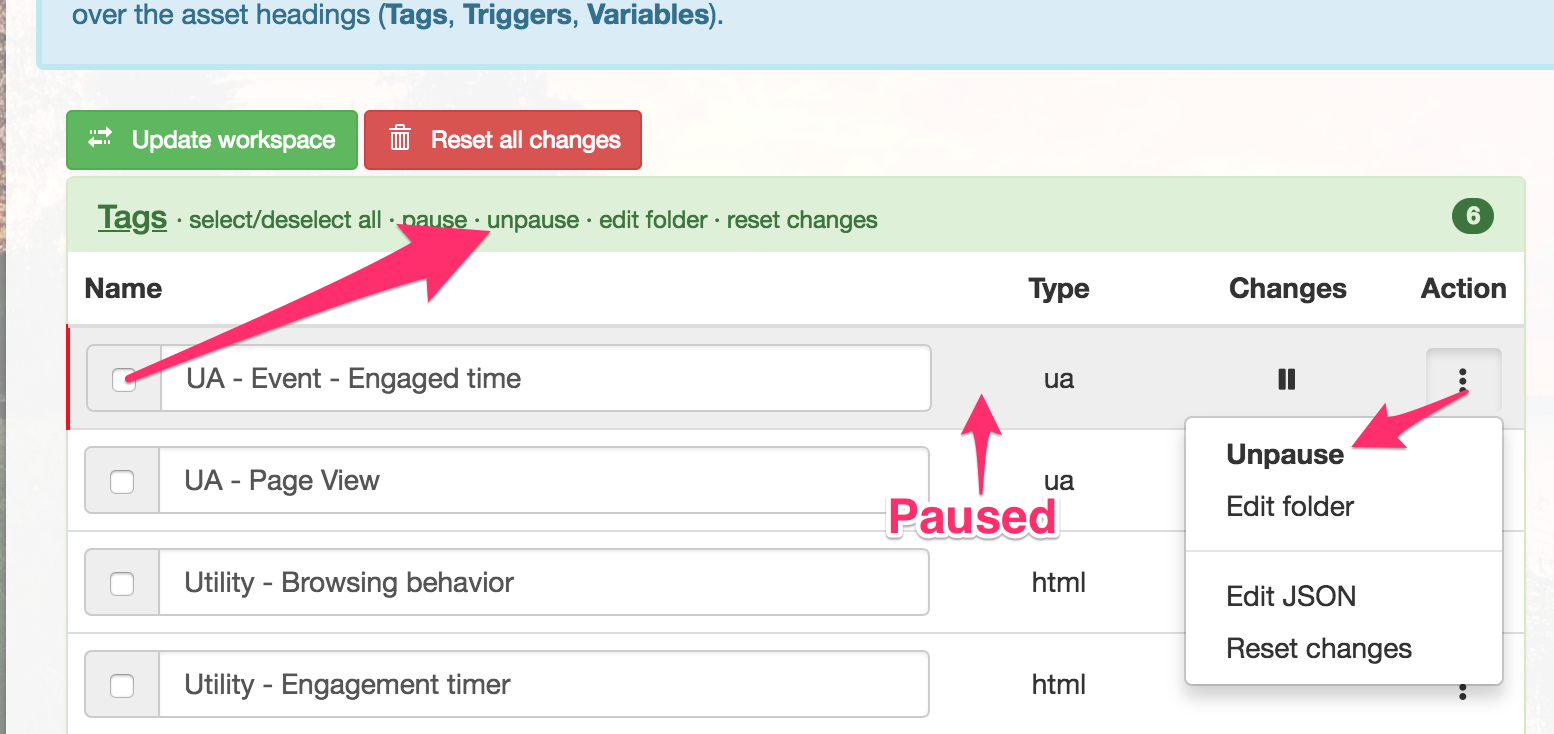 over the asset headings (Tags, Triggers, Variables).
Update workspace Reset all changes
Tags · select/deselect all · pause · unpause · edit folder · reset changes 6
Name Type Changes Action
UA - Event - Engaged time ua
Unpause
UA - Page View ua
Edit folder
Paused
Utility - Browsing behavior html
Edit JSON
Reset changes
Utility - Engagement timer html